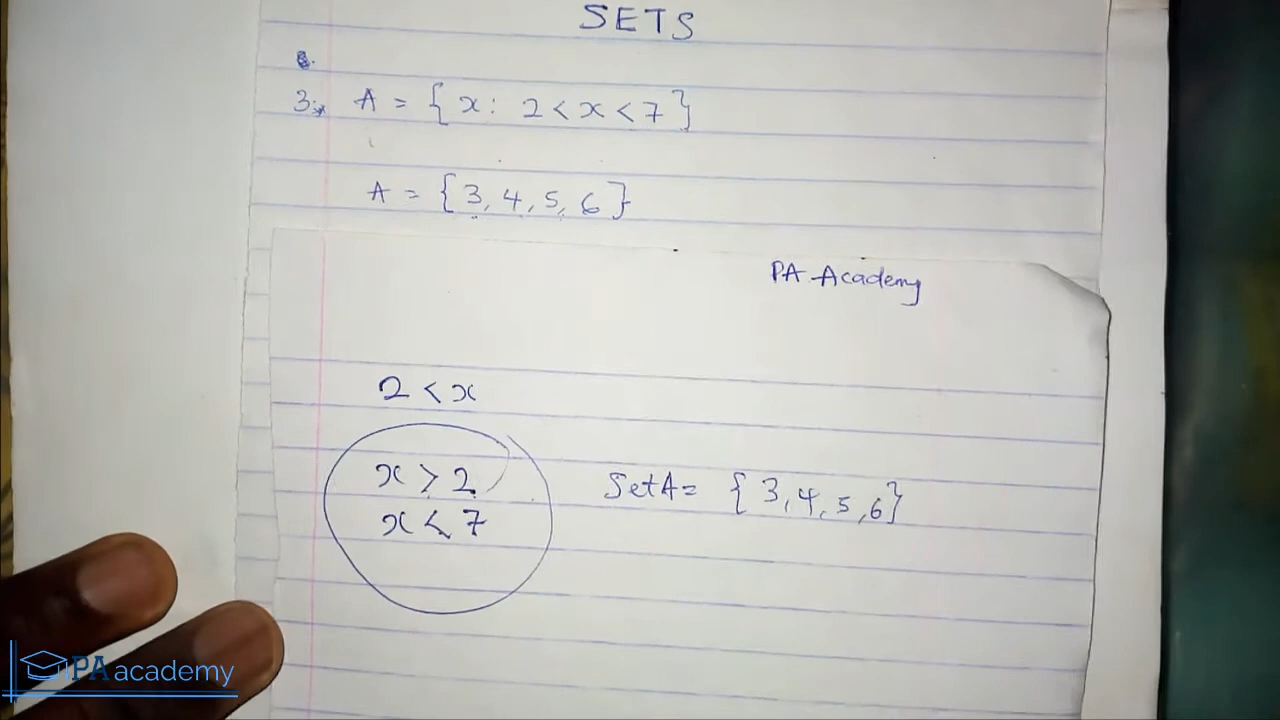 SETS
3. A = { x: 2 < x < 7 }
A = { 3, 4, 5, 6 }
PA Academy
2 < x
x > 2
x < 7
Set A = { 3, 4, 5, 6 }
PA academy